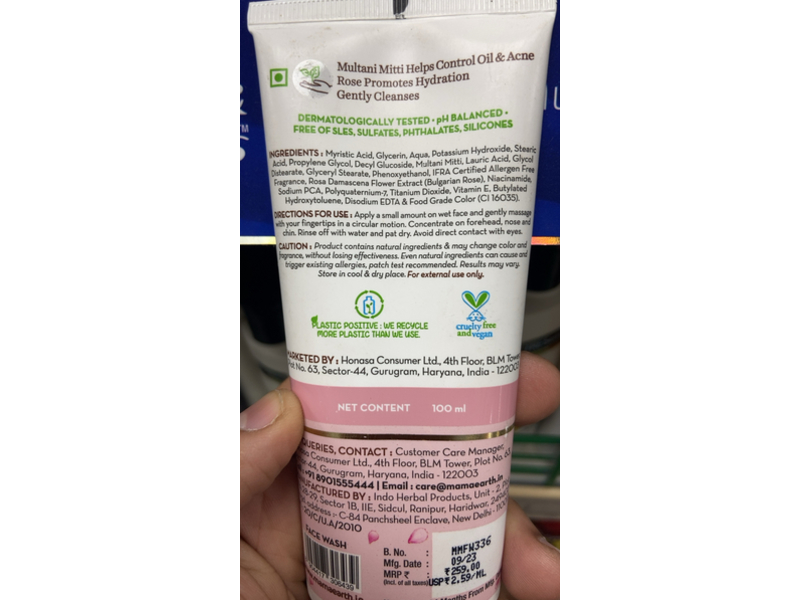 Multani Mitti Helps Control Oil & Acne
Rose Promotes Hydration
Gently Cleanses
DERMATOLOGICALLY TESTED • pH BALANCED •
FREE OF SLES, SULFATES, PHTHALATES, SILICONES
INGREDIENTS : Myristic Acid, Glycerin, Aqua, Potassium Hydroxide, Stearic
Acid, Propylene Glycol, Decyl Glucoside, Multani Mitti, Lauric Acid, Glycol
Distearate, Glyceryl Stearate, Phenoxyethanol, IFRA Certified Allergen Free
Fragrance, Rosa Damascena Flower Extract (Bulgarian Rose), Niacinamide,
Sodium PCA, Polyquaternium-7, Titanium Dioxide, Vitamin E, Butylated
Hydroxytoluene, Disodium EDTA & Food Grade Color (CI 16035).
DIRECTIONS FOR USE : Apply a small amount on wet face and gently massage
with your fingertips in a circular motion. Concentrate on forehead, nose and
chin. Rinse off with water and pat dry. Avoid direct contact with eyes.
CAUTION : Product contains natural ingredients & may change color and
fragrance, without losing effectiveness. Even natural ingredients can cause and
trigger existing allergies, patch test recommended. Results may vary.
Store in cool & dry place. For external use only.
PLASTIC POSITIVE : WE RECYCLE
MORE PLASTIC THAN WE USE.
cruelty free
and vegan
MARKETED BY : Honasa Consumer Ltd., 4th Floor, BLM Tower
Plot No. 63, Sector-44, Gurugram, Haryana, India - 122003
NET CONTENT 100 ml
QUERIES, CONTACT : Customer Care Manager,
Consumer Ltd., 4th Floor, BLM Tower, Plot No. 63
44, Gurugram, Haryana, India - 122003
+91 8901555444 | Email : care@mamaearth.in
MANUFACTURED BY : Indo Herbal Products, Unit - 2,
28-29, Sector 1B, IIE, Sidcul, Ranipur, Haridwar,
address :- C-84 Panchsheel Enclave, New Delhi -
20/C/U.A/2010
FACE WASH
B. No. : MMFW336
Mfg. Date : 09/23
MRP ₹ : ₹259.00
(Incl. of all taxes) USP ₹2.59/ML
Months From